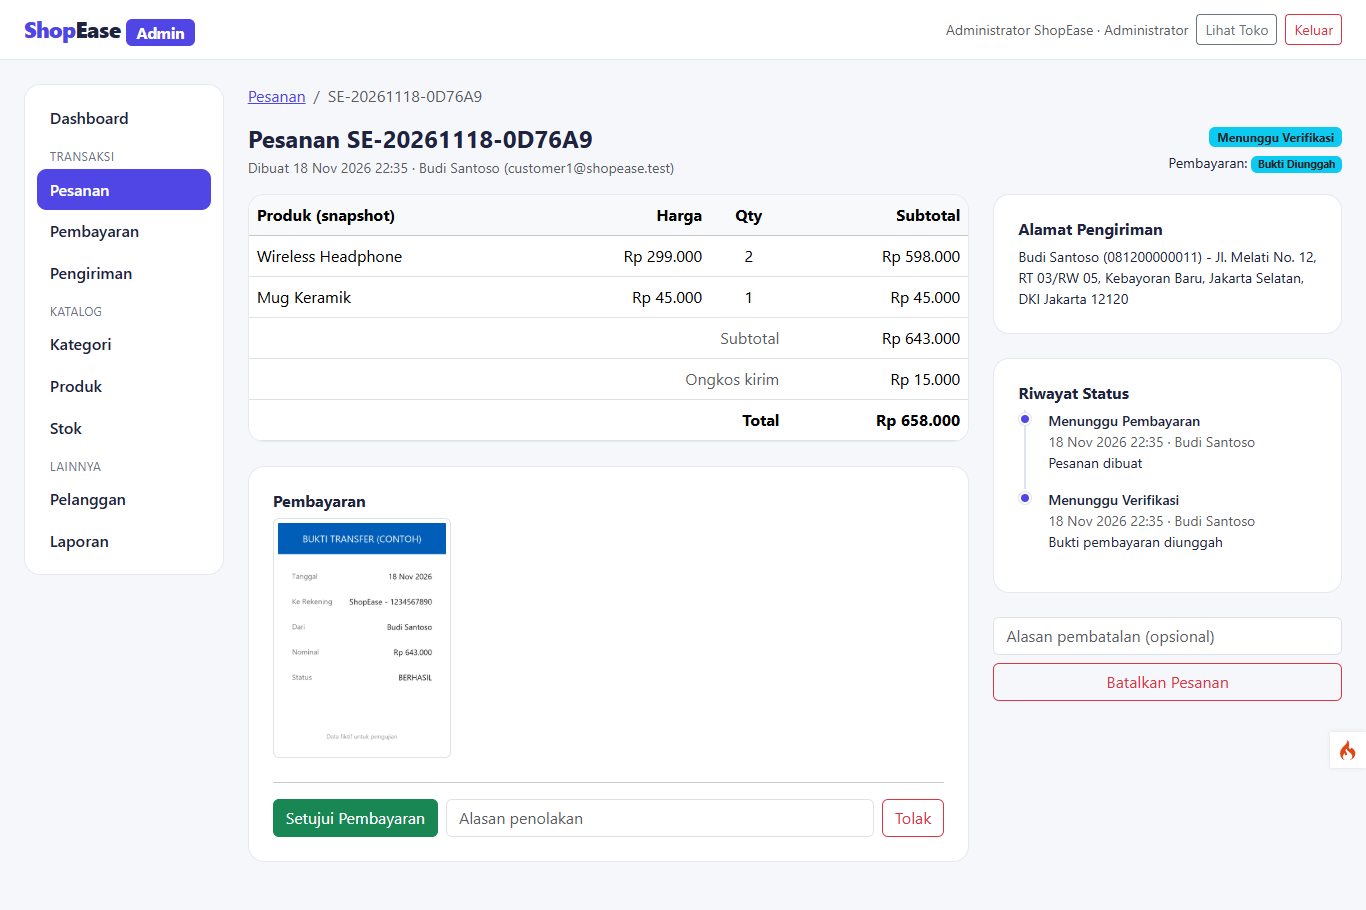 ShopEase Admin
Administrator ShopEase · Administrator
Lihat Toko
Keluar
Dashboard
TRANSAKSI
Pesanan
Pembayaran
Pengiriman
KATALOG
Kategori
Produk
Stok
LAINNYA
Pelanggan
Laporan
Pesanan / SE-20261118-0D76A9
Pesanan SE-20261118-0D76A9
Dibuat 18 Nov 2026 22:35 · Budi Santoso (customer1@shopease.test)
Menunggu Verifikasi
Pembayaran: Bukti Diunggah
Produk (snapshot) Harga Qty Subtotal
Wireless Headphone Rp 299.000 2 Rp 598.000
Mug Keramik Rp 45.000 1 Rp 45.000
Subtotal Rp 643.000
Ongkos kirim Rp 15.000
Total Rp 658.000
Pembayaran
BUKTI TRANSFER (CONTOH)
Tanggal 18 Nov 2026
Ke Rekening ShopEase - 1234567890
Dari Budi Santoso
Nominal Rp 643.000
Status BERHASIL
Data fiktif untuk pengujian
Setujui Pembayaran
Alasan penolakan
Tolak
Alamat Pengiriman
Budi Santoso (081200000011) - Jl. Melati No. 12,
RT 03/RW 05, Kebayoran Baru, Jakarta Selatan,
DKI Jakarta 12120
Riwayat Status
Menunggu Pembayaran
18 Nov 2026 22:35 · Budi Santoso
Pesanan dibuat
Menunggu Verifikasi
18 Nov 2026 22:35 · Budi Santoso
Bukti pembayaran diunggah
Alasan pembatalan (opsional)
Batalkan Pesanan